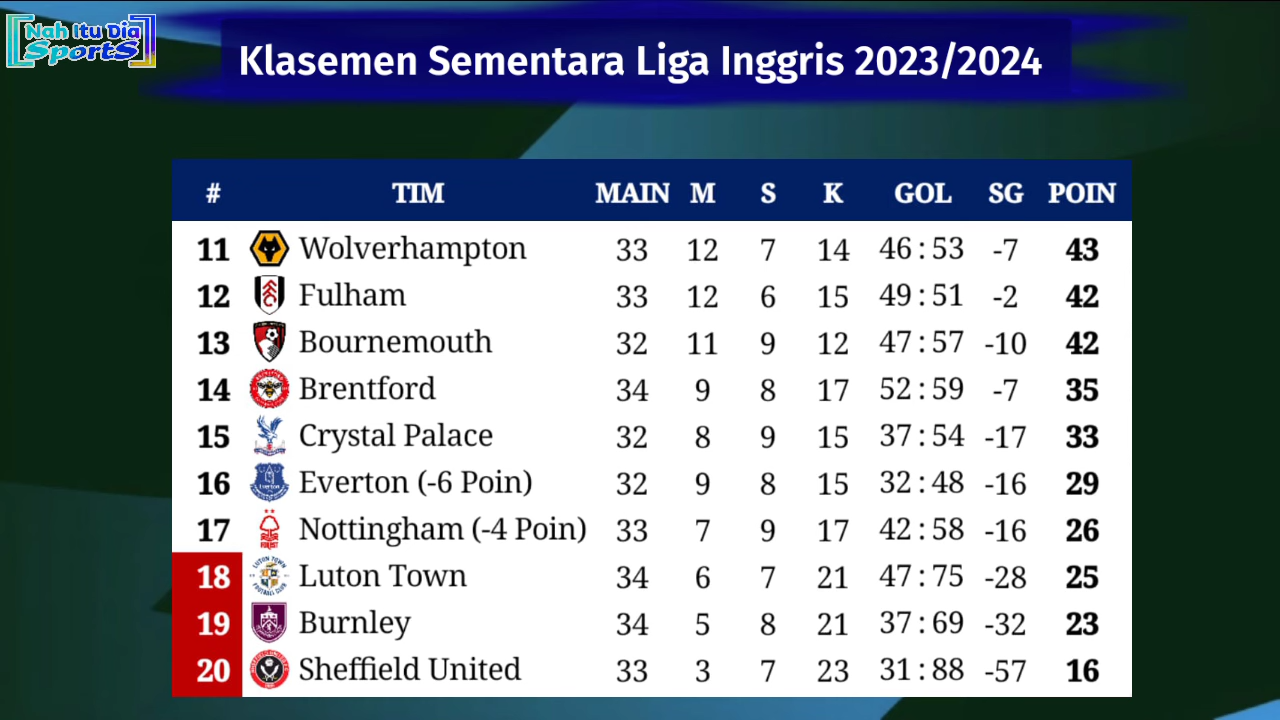 Nah Itu Dia
Sports
Klasemen Sementara Liga Inggris 2023/2024
# TIM MAIN M S K GOL SG POIN
11 Wolverhampton 33 12 7 14 46 : 53 -7 43
12 Fulham 33 12 6 15 49 : 51 -2 42
13 Bournemouth 32 11 9 12 47 : 57 -10 42
14 Brentford 34 9 8 17 52 : 59 -7 35
15 Crystal Palace 32 8 9 15 37 : 54 -17 33
16 Everton (-6 Poin) 32 9 8 15 32 : 48 -16 29
17 Nottingham (-4 Poin) 33 7 9 17 42 : 58 -16 26
18 Luton Town 34 6 7 21 47 : 75 -28 25
19 Burnley 34 5 8 21 37 : 69 -32 23
20 Sheffield United 33 3 7 23 31 : 88 -57 16